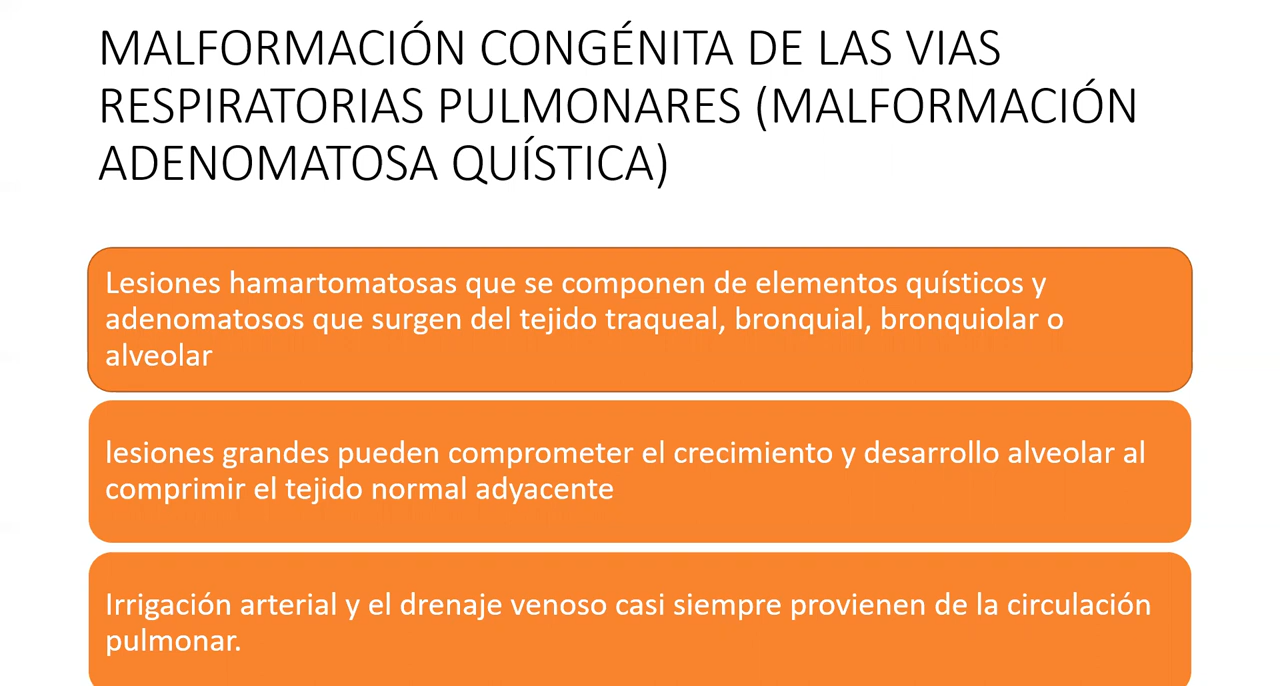 MALFORMACIÓN CONGÉNITA DE LAS VIAS
RESPIRATORIAS PULMONARES (MALFORMACIÓN
ADENOMATOSA QUÍSTICA)
Lesiones hamartomatosas que se componen de elementos quísticos y
adenomatosos que surgen del tejido traqueal, bronquial, bronquiolar o
alveolar
lesiones grandes pueden comprometer el crecimiento y desarrollo alveolar al
comprimir el tejido normal adyacente
Irrigación arterial y el drenaje venoso casi siempre provienen de la circulación
pulmonar.